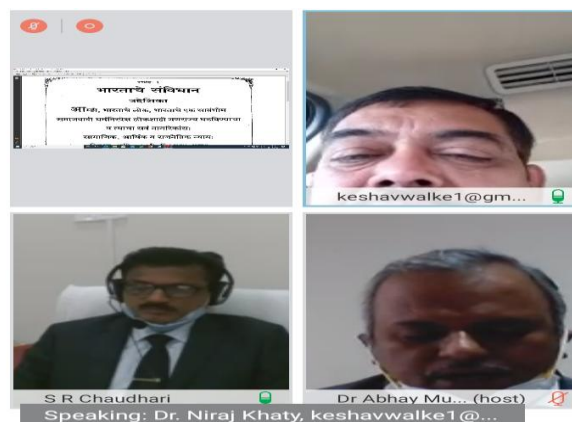 भारताचे संविधान
उद्देशिका
आम्ही, भारताचे लोक, भारताचे एक सार्वभौम
समाजवादी धर्मनिरपेक्ष लोकशाही गणराज्य घडविण्याचा
व त्याच्या सर्व नागरिकांस:
सामाजिक, आर्थिक व राजनैतिक न्याय;
keshavwalke1@gm...
S R Chaudhari
Dr Abhay Mu... (host)
Speaking: Dr. Niraj Khaty, keshavwalke1@...